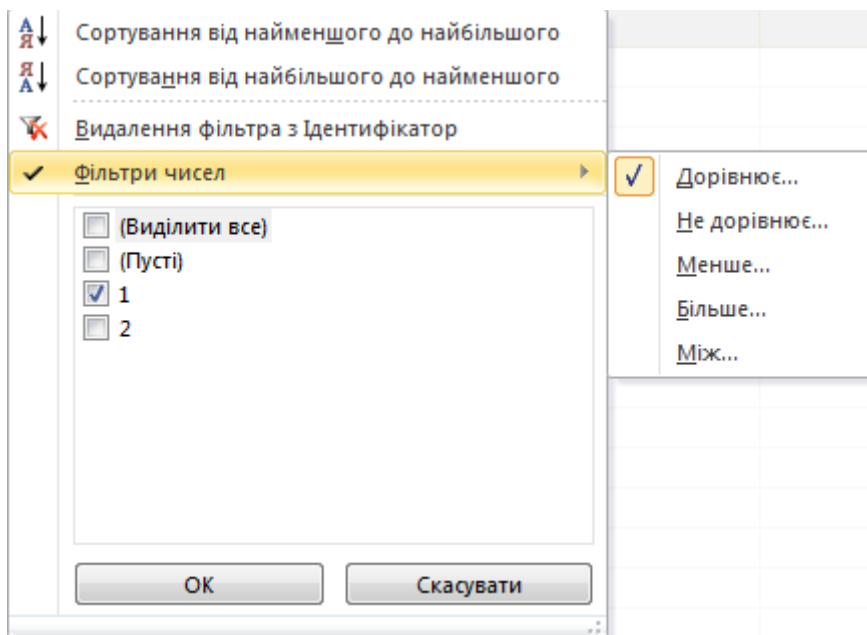 Сортування від найменшого до найбільшого
Сортування від найбільшого до найменшого
Видалення фільтра з Ідентифікатор
Фільтри чисел
(Виділити все)
(Пусті)
1
2
ОК
Скасувати
Дорівнює...
Не дорівнює...
Менше...
Більше...
Між...